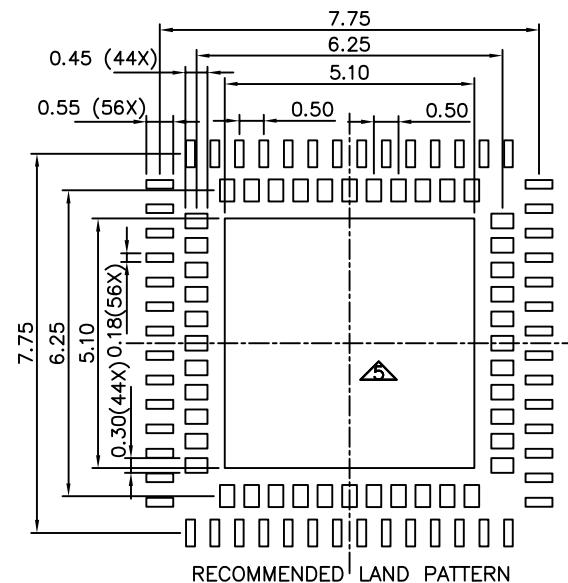 7.75
6.25
0.45 (44X)
5.10
0.55 (56X)
0.50
0.50
7.75
6.25
5.10
0.18(56X)
0.30(44X)
5
RECOMMENDED LAND PATTERN